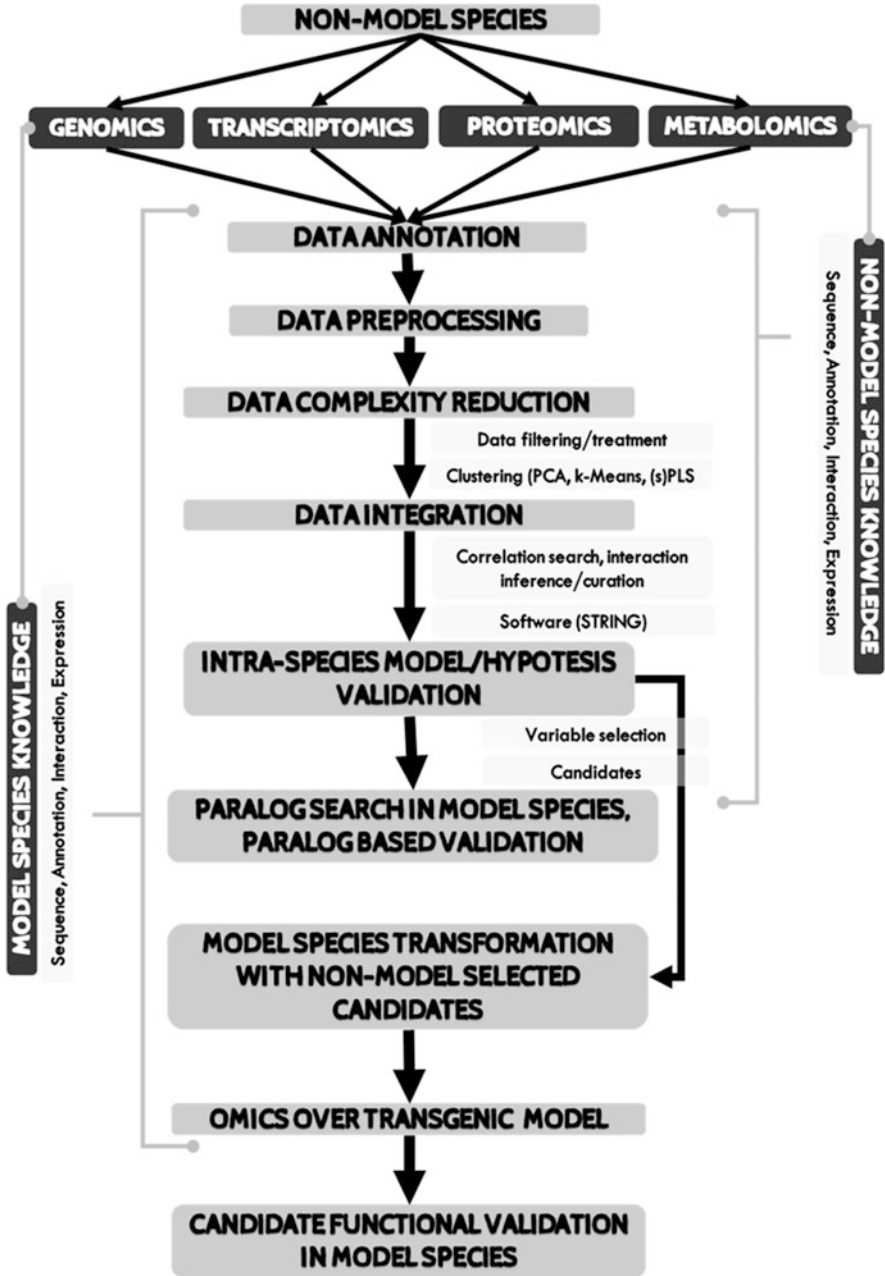 NON-MODEL SPECIES
GENOMICS
TRANSCRIPTOMICS
PROTEOMICS
METABOLOMICS
DATA ANNOTATION
DATA PREPROCESSING
DATA COMPLEXITY REDUCTION
Data filtering/treatment
Clustering (PCA, k-Means, (s)PLS
DATA INTEGRATION
Correlation search, interaction
inference/curation
Software (STRING)
INTRA-SPECIES MODEL/HYPOTESIS
VALIDATION
Variable selection
Candidates
PARALOG SEARCH IN MODEL SPECIES,
PARALOG BASED VALIDATION
MODEL SPECIES TRANSFORMATION
WITH NON-MODEL SELECTED
CANDIDATES
OMICS OVER TRANSGENIC MODEL
CANDIDATE FUNCTIONAL VALIDATION
IN MODEL SPECIES
MODEL SPECIES KNOWLEDGE
Sequence, Annotation, Interaction, Expression
NON-MODEL SPECIES KNOWLEDGE
Sequence, Annotation, Interaction, Expression